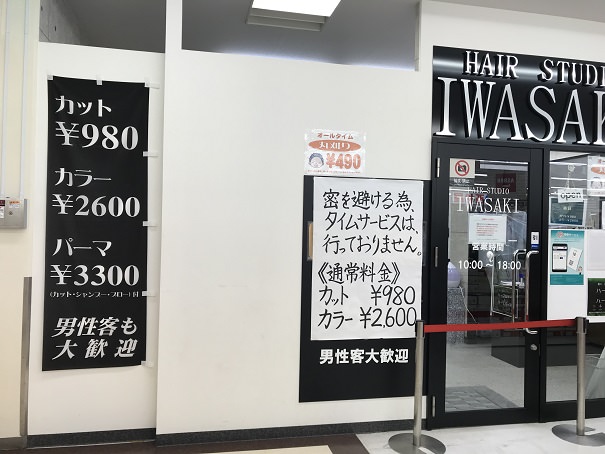 カット
¥980
カラー
¥2600
パーマ
¥3300
(カット・シャンプー・ブロー)付
男性客も
大歓迎
オールタイム
丸刈り
¥490
密を避ける為、
タイムサービスは、
行っておりません。
《通常料金》
カット ¥980
カラー ¥2,600
男性客大歓迎
HAIR STUDIO
IWASAKI
HAIR・STUDIO
IWASAKI
営業時間
10:00 ~ 18:00
open